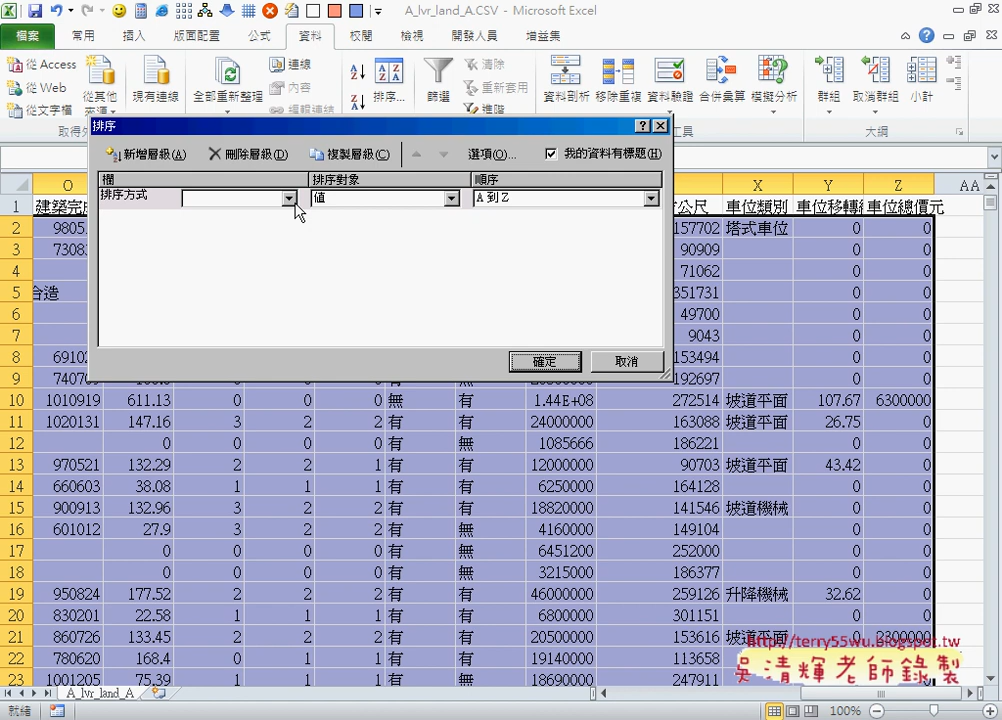 A_lvr_land_A.CSV - Microsoft Excel
檔案 常用 插入 版面配置 公式 資料 校閱 檢視 開發人員 增益集
從 Access
從 Web
從文字檔
從其他
來源
現有連線
全部重新整理
連線
內容
編輯連結
排序...
篩選
清除
重新套用
進階
資料剖析 移除重複 資料驗證 合併彙算 模擬分析
群組 取消群組 小計
工具
大綱
排序
新增層級(A) 刪除層級(D) 複製層級(C) 選項(O)... 我的資料有標題(H)
欄 排序對象 順序
排序方式 值 A 到 Z
確定 取消
O X Y Z AA
1 公尺 車位類別 車位總價元
2 157702 塔式車位 0 0
3 90909 0 0
4 71062 0 0
5 合造 351731 0 0
6 49700 0 0
7 9043 0 0
8 153494 0 0
9 192697 0 0
10 1010919 611.13 0 0 0 無 有 1.44E+08 272514 坡道平面 107.67 6300000
11 1020131 147.16 3 2 2 有 有 24000000 163088 坡道平面 26.75 0
12 0 0 0 0 有 無 1085666 186221 0 0
13 970521 132.29 2 2 1 有 有 12000000 90703 坡道平面 43.42 0
14 660603 38.08 1 1 1 有 有 6250000 164128 0 0
15 900913 132.96 3 2 2 有 有 18820000 141546 坡道機械 0 0
16 601012 27.9 3 2 2 有 無 4160000 149104 0 0
17 0 0 0 0 有 無 6451200 252000 0 0
18 0 0 0 0 有 無 3215000 186377 0 0
19 950824 177.52 2 2 2 有 有 46000000 259126 升降機械 32.62 0
20 830201 22.58 1 1 1 有 有 6800000 301151 0 0
21 860726 133.45 2 2 2 有 有 20500000 153616 坡道平面 0 2300000
22 780620 168.4 0 1 1 有 有 19140000 113658
23 1001205 75.39 1 1 1 有 有 18690000 247911
http://terry55wu.blogspot.tw
吳清輝老師錄製
A_lvr_land_A
就緒 100%